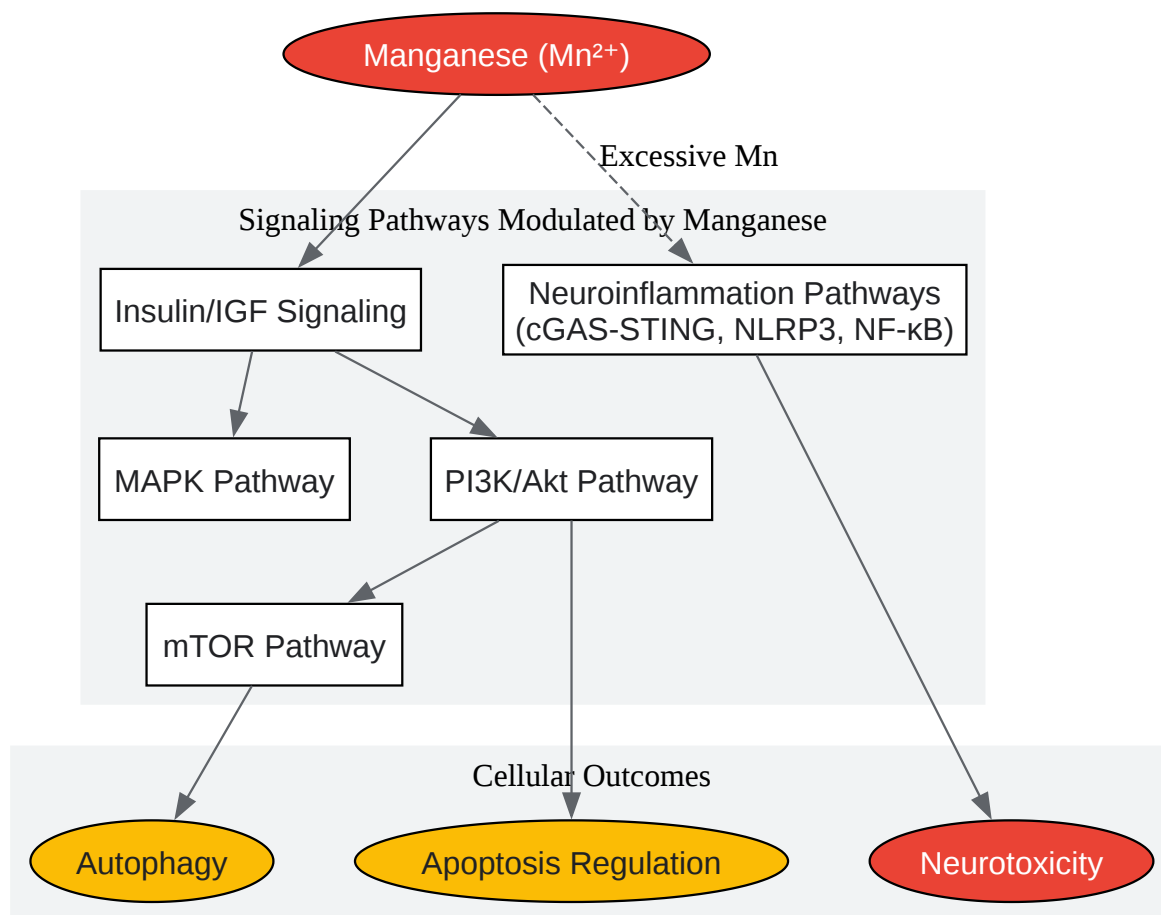 Manganese (Mn²⁺)
Excessive Mn
Signaling Pathways Modulated by Manganese
Insulin/IGF Signaling
Neuroinflammation Pathways
(cGAS-STING, NLRP3, NF-κB)
MAPK Pathway
PI3K/Akt Pathway
mTOR Pathway
Cellular Outcomes
Autophagy
Apoptosis Regulation
Neurotoxicity